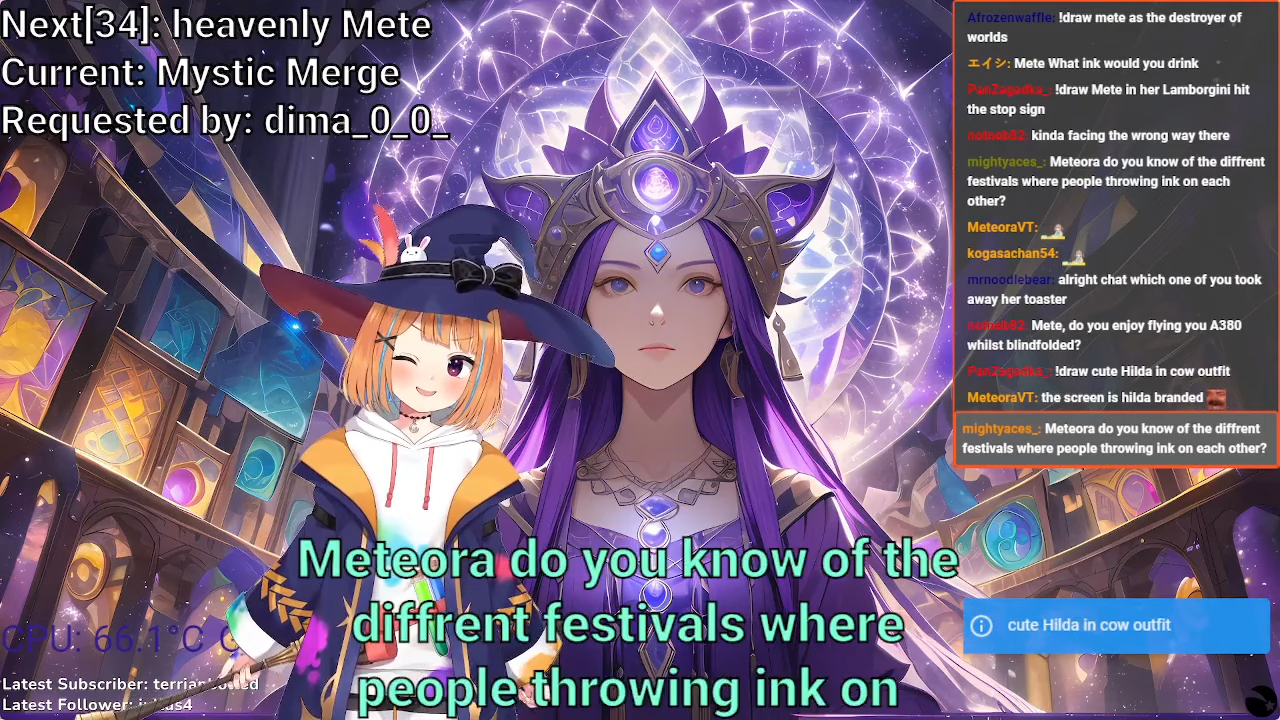 Next[34]: heavenly Mete
Current: Mystic Merge
Requested by: dima_0_0_
Afrozenwaffle: !draw mete as the destroyer of
worlds
エイシ: Mete What ink would you drink
PanZagadka_: !draw Mete in her Lamborgini hit
the stop sign
notnob82: kinda facing the wrong way there
mightyaces_: Meteora do you know of the diffrent
festivals where people throwing ink on each
other?
MeteoraVT:
kogasachan54:
mrnoodlebear: alright chat which one of you took
away her toaster
notnob82: Mete, do you enjoy flying you A380
whilst blindfolded?
PanZagadka_: !draw cute Hilda in cow outfit
MeteoraVT: the screen is hilda branded
mightyaces_: Meteora do you know of the diffrent
festivals where people throwing ink on each other?
Meteora do you know of the
diffrent festivals where
people throwing ink on
cute Hilda in cow outfit
CPU: 66.1°C
Latest Subscriber:
Latest Follower: